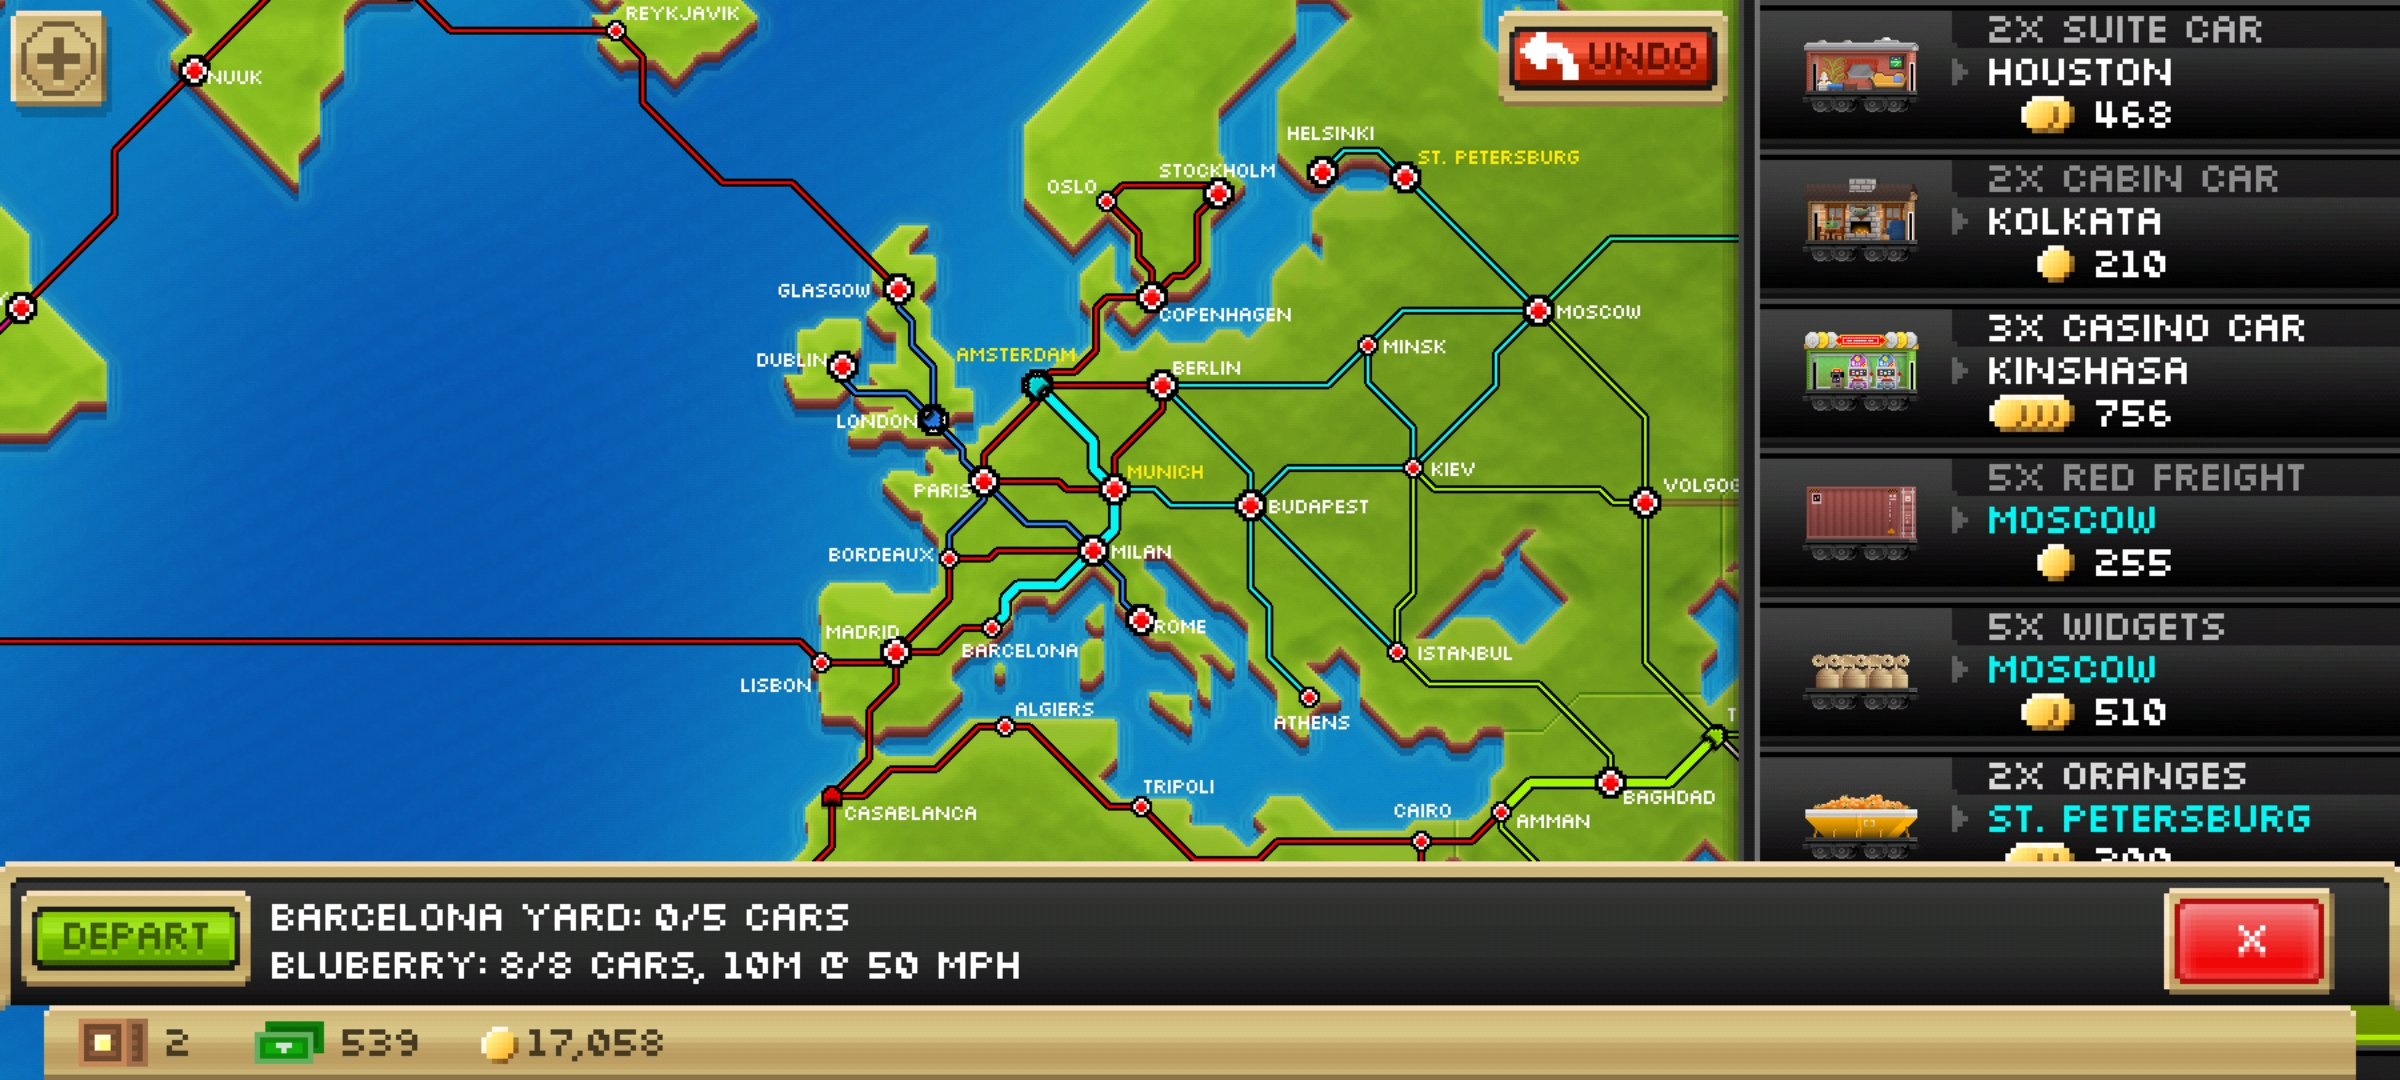 REYKJAVIK
NUUK
UNDO
HELSINKI
ST. PETERSBURG
STOCKHOLM
OSLO
GLASGOW
COPENHAGEN
MOSCOW
AMSTERDAM
DUBLIN
BERLIN
MINSK
LONDON
MUNICH
KIEV
PARIS
BUDAPEST
VOLGOG
BORDEAUX
MILAN
MADRID
ROME
BARCELONA
ISTANBUL
LISBON
ALGIERS
ATHENS
T
TRIPOLI
BAGHDAD
CASABLANCA
CAIRO
AMMAN
2X SUITE CAR
HOUSTON
468
2X CABIN CAR
KOLKATA
210
3X CASINO CAR
KINSHASA
756
5X RED FREIGHT
MOSCOW
255
5X WIDGETS
MOSCOW
510
2X ORANGES
ST. PETERSBURG
DEPART
BARCELONA YARD: 0/5 CARS
BLUBERRY: 8/8 CARS, 10M @ 50 MPH
X
2
539
17,058